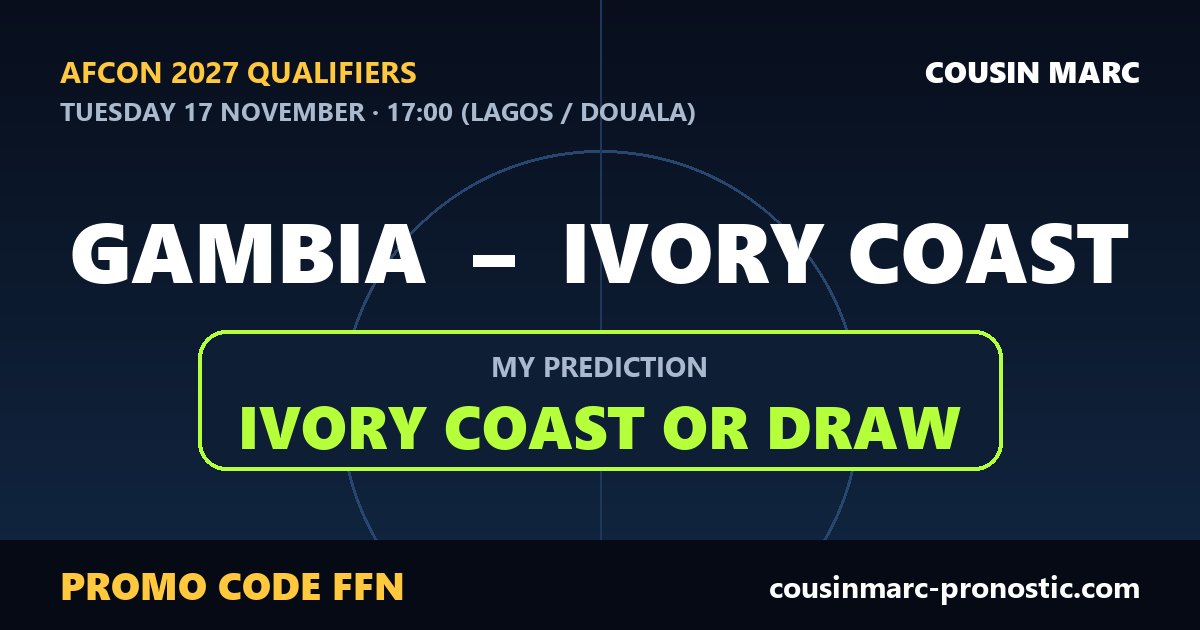 AFCON 2027 QUALIFIERS
COUSIN MARC
TUESDAY 17 NOVEMBER · 17:00 (LAGOS / DOUALA)
GAMBIA – IVORY COAST
MY PREDICTION
IVORY COAST OR DRAW
PROMO CODE FFN
cousinmarc-pronostic.com